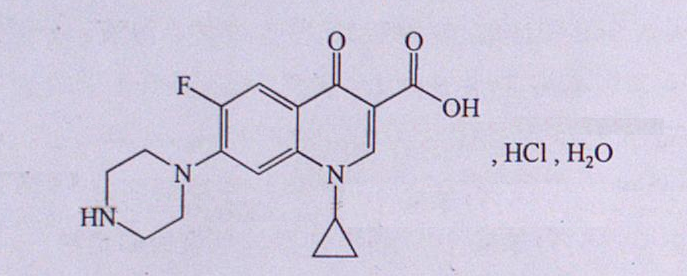 O O
F
OH
N N , HCl , H₂O
HN